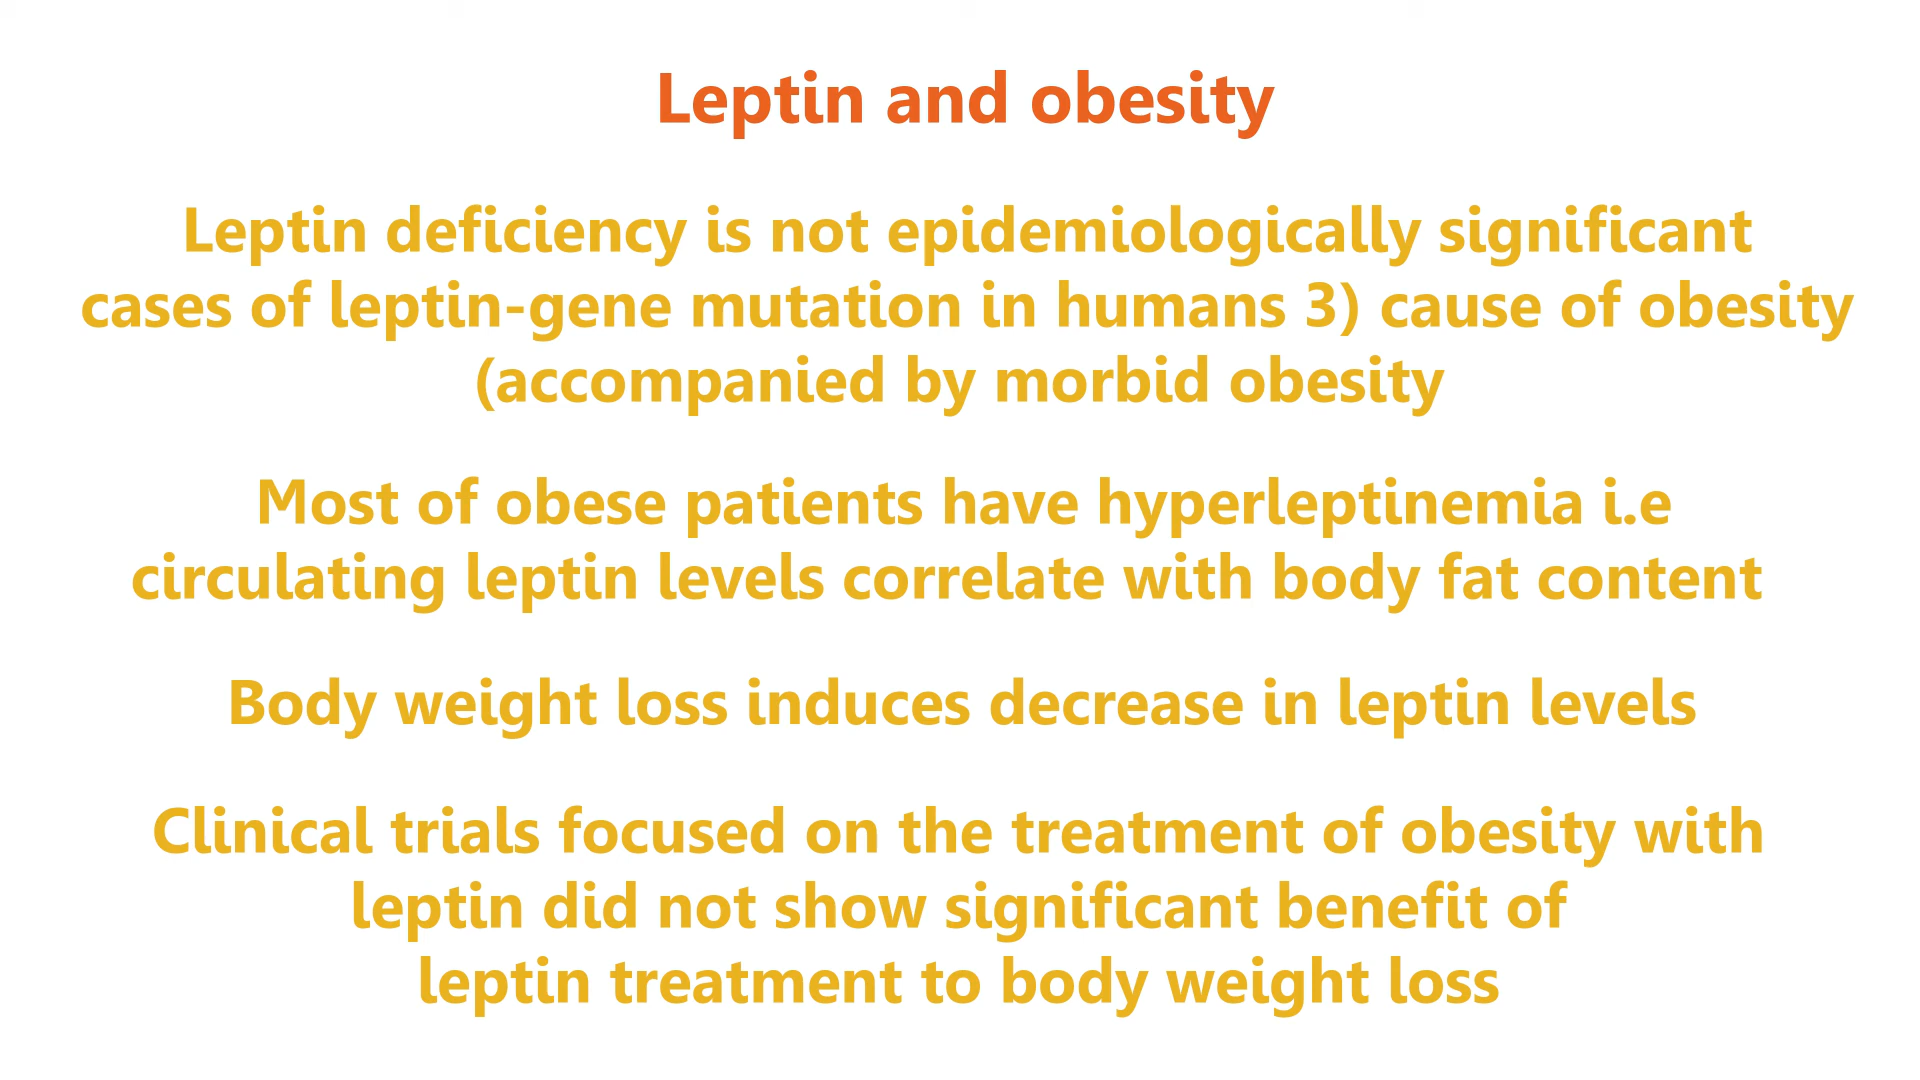 Leptin and obesity
Leptin deficiency is not epidemiologically significant
cases of leptin-gene mutation in humans 3) cause of obesity
(accompanied by morbid obesity
Most of obese patients have hyperleptinemia i.e
circulating leptin levels correlate with body fat content
Body weight loss induces decrease in leptin levels
Clinical trials focused on the treatment of obesity with
leptin did not show significant benefit of
leptin treatment to body weight loss